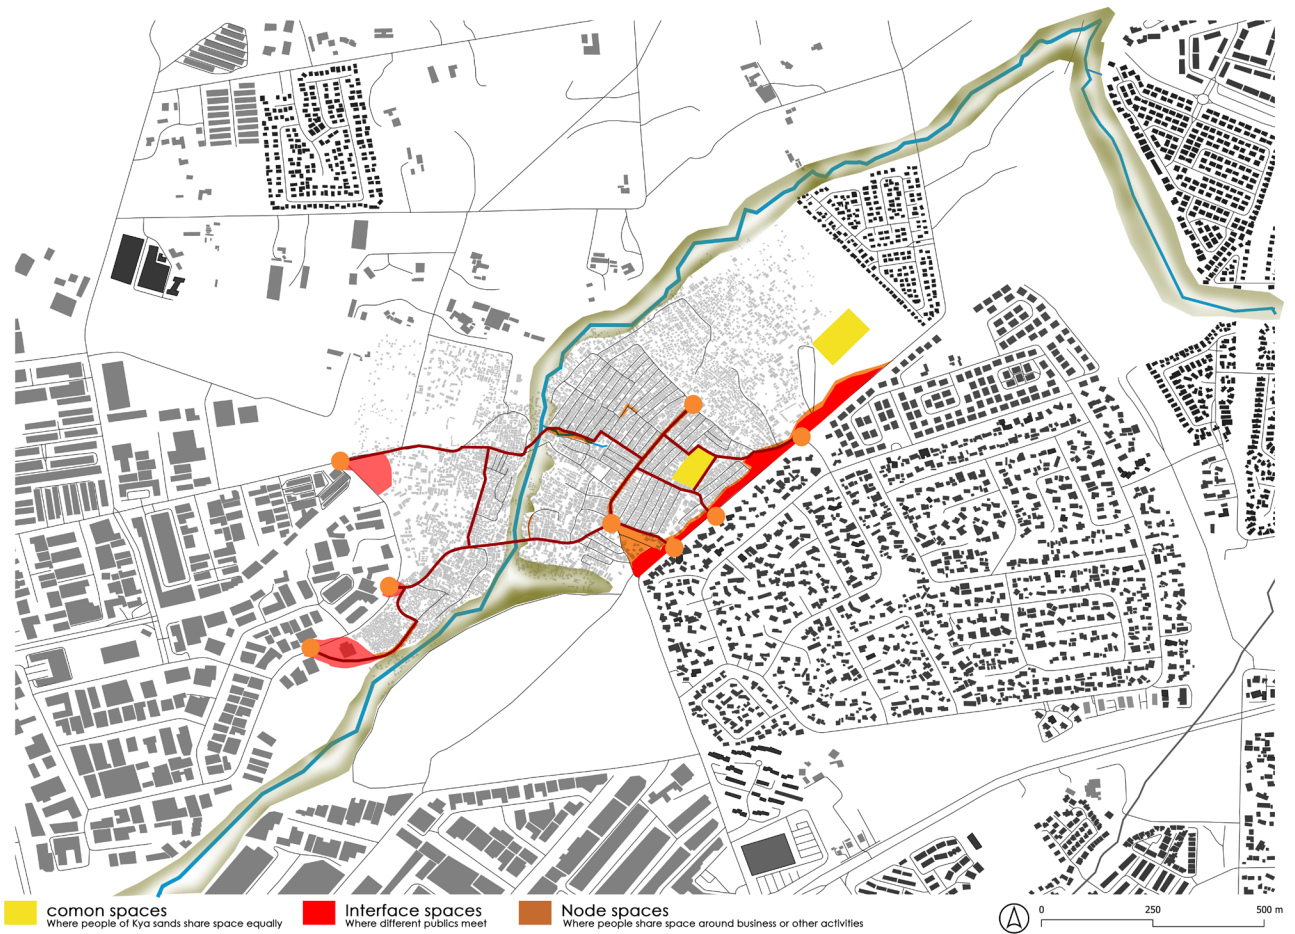 comon spaces
Where people of Kya sands share space equally
Interface spaces
Where different publics meet
Node spaces
Where people share space around business or other activities
0 250 500 m